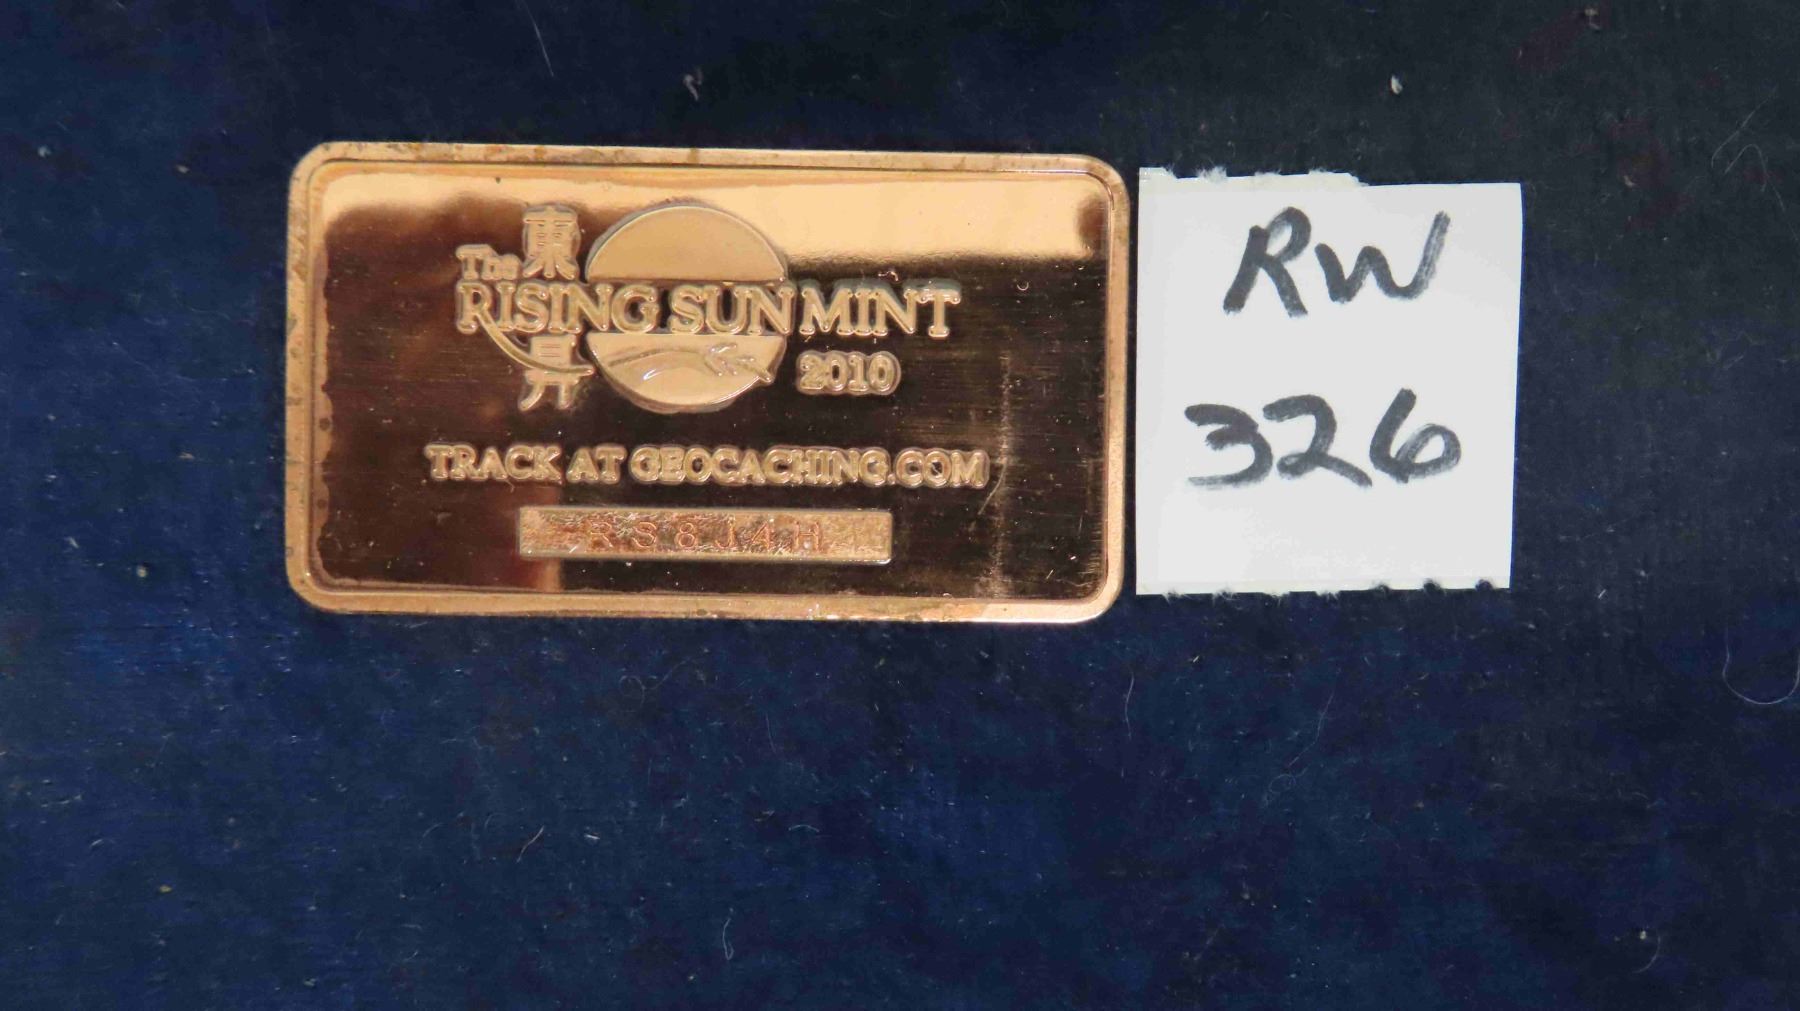 The 東
RISING SUN MINT
昇 2010
TRACK AT GEOCACHING.COM
RS8J4H
RW
326